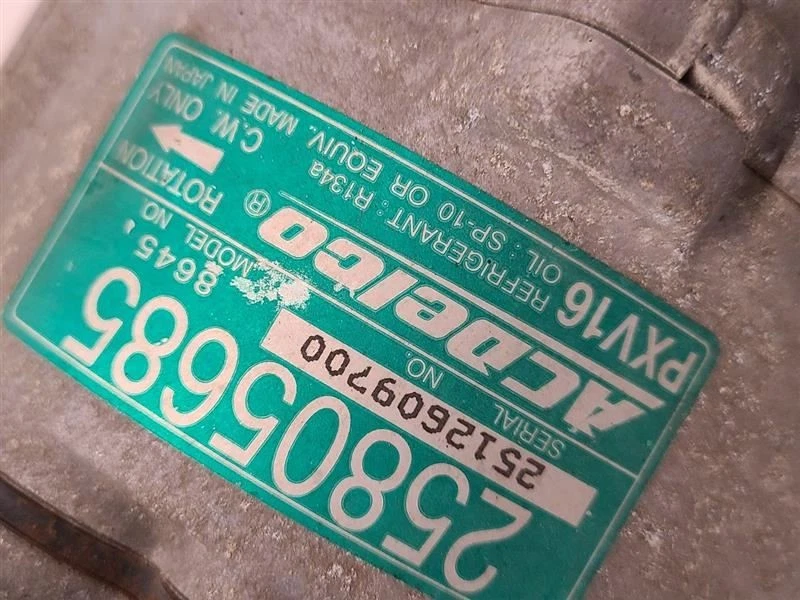 25805685
SERIAL NO. 2512609700
MODEL NO. 8645
ACDelco ®
ROTATION C.W. ONLY
PXV16 REFRIGERANT : R134a
OIL : SP-10 OR EQUIV. MADE IN JAPAN